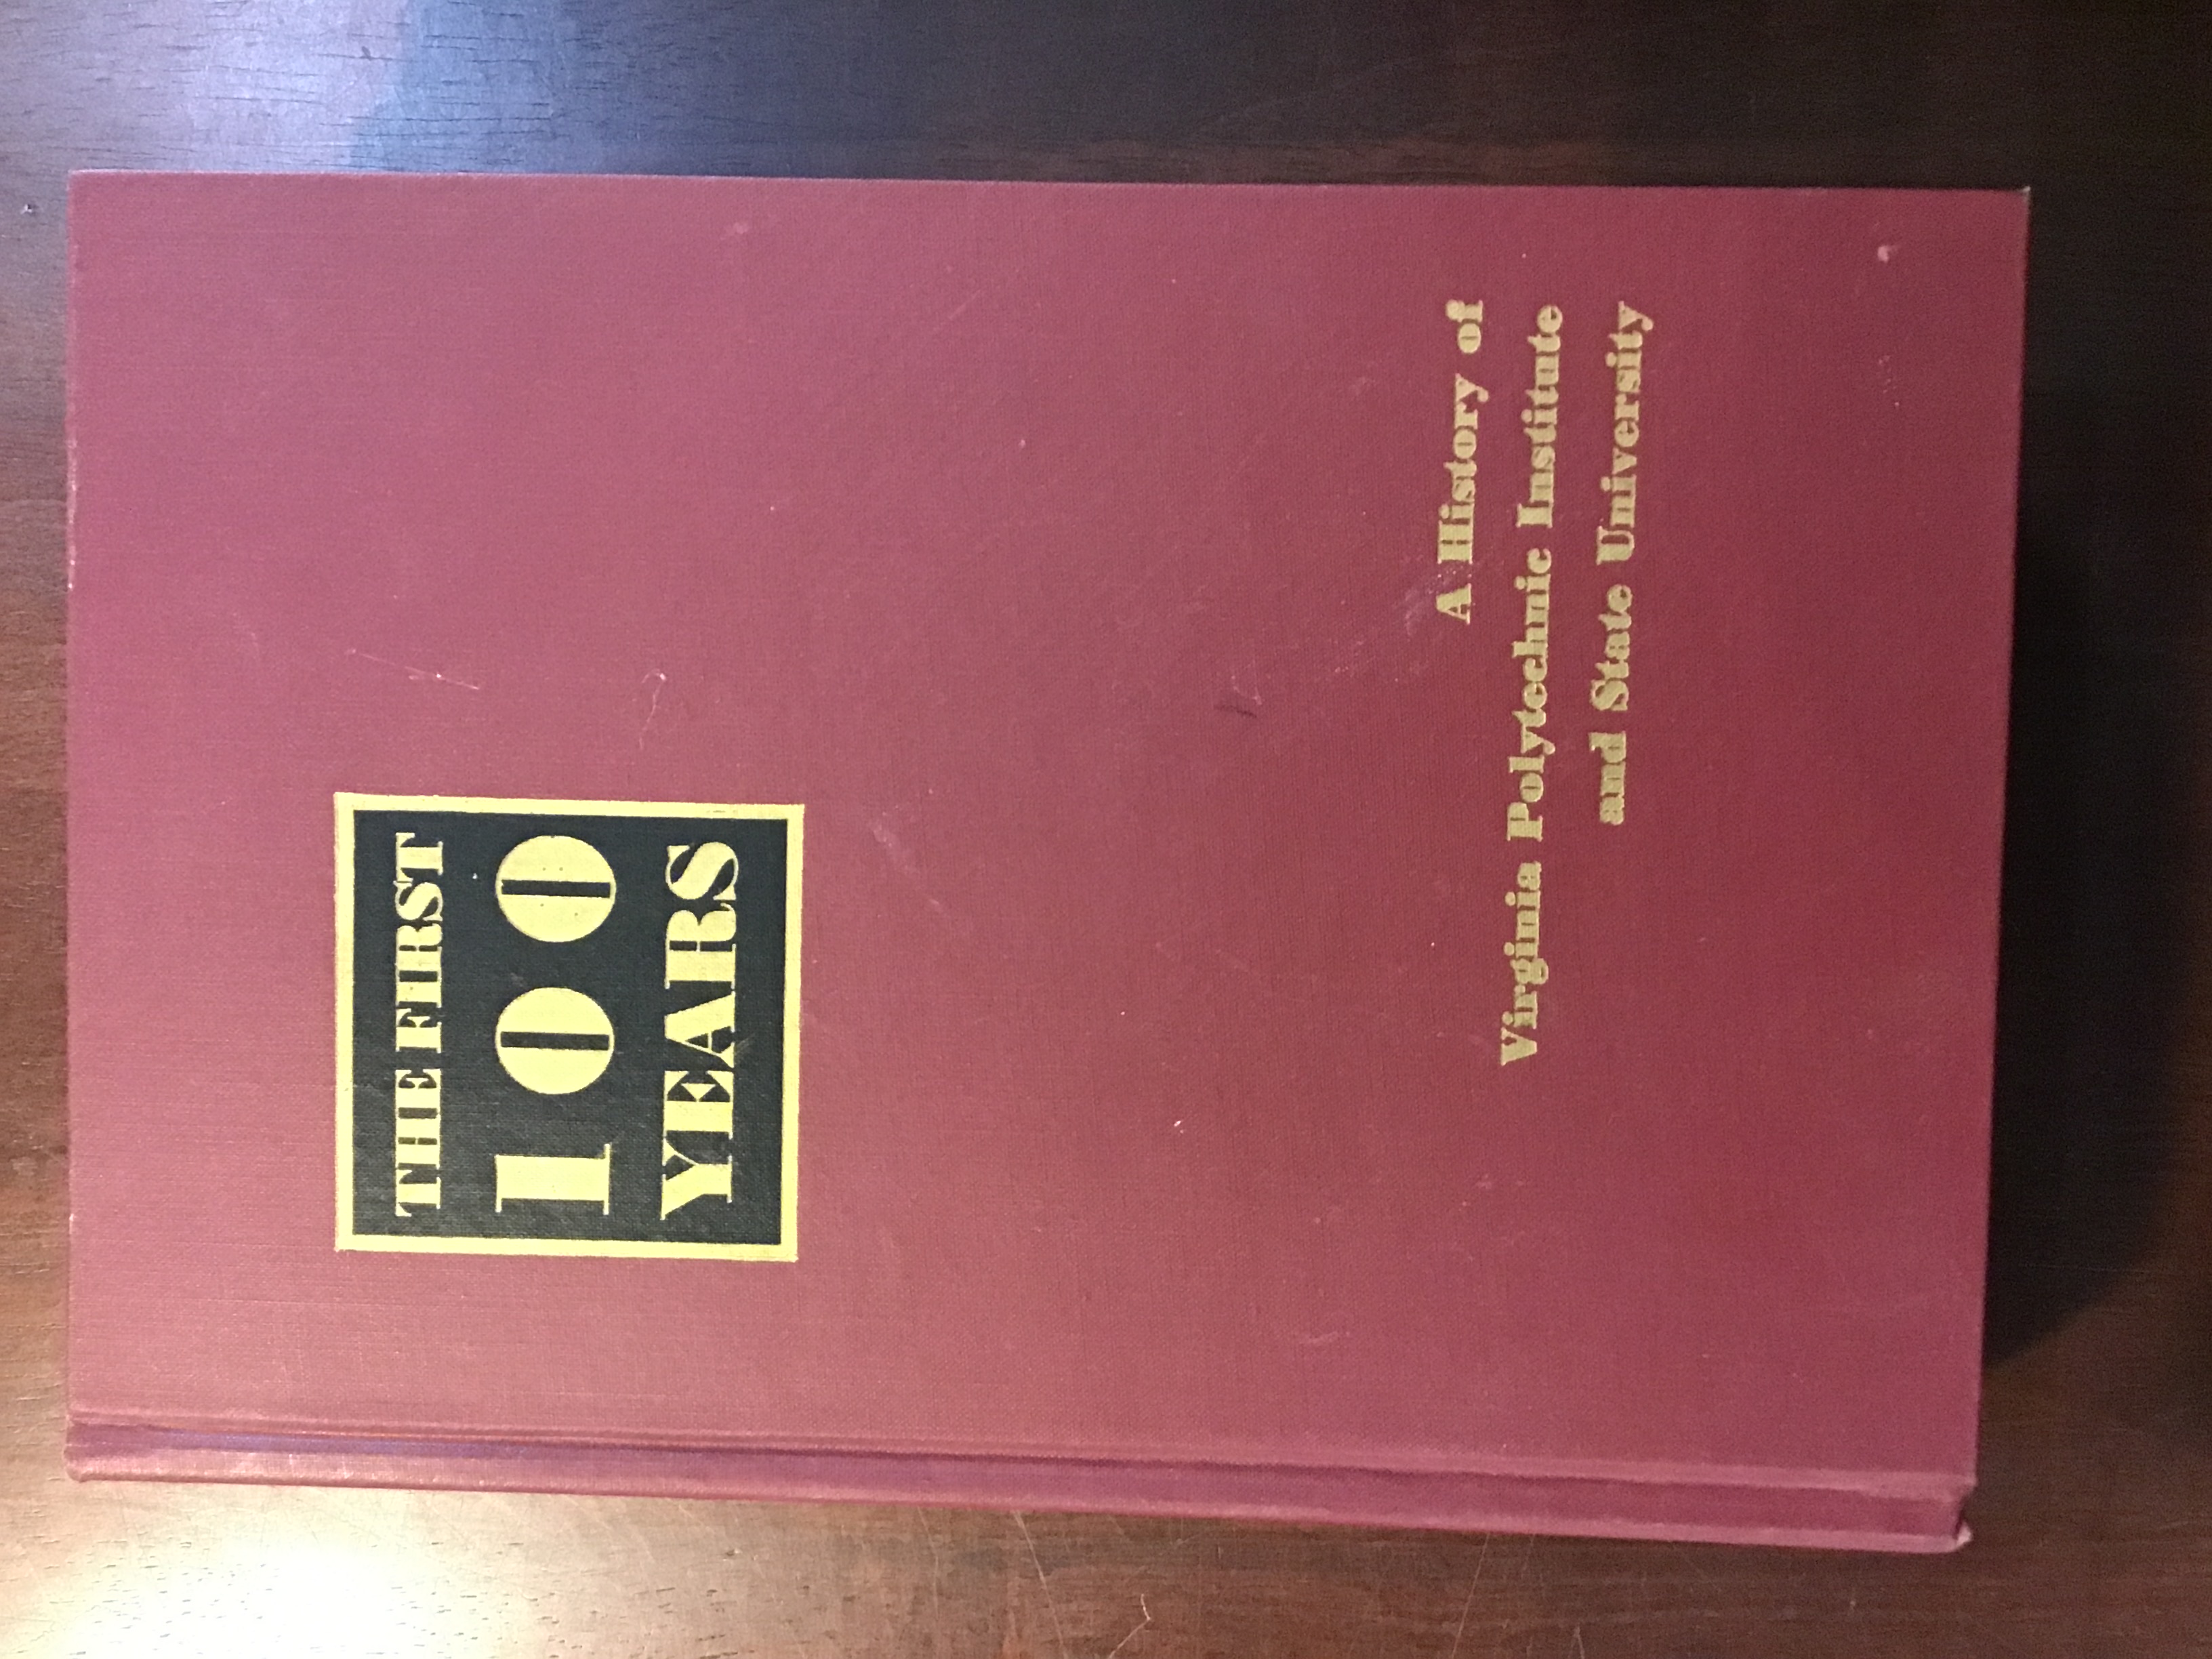 THE FIRST
100
YEARS
A History of
Virginia Polytechnic Institute
and State University